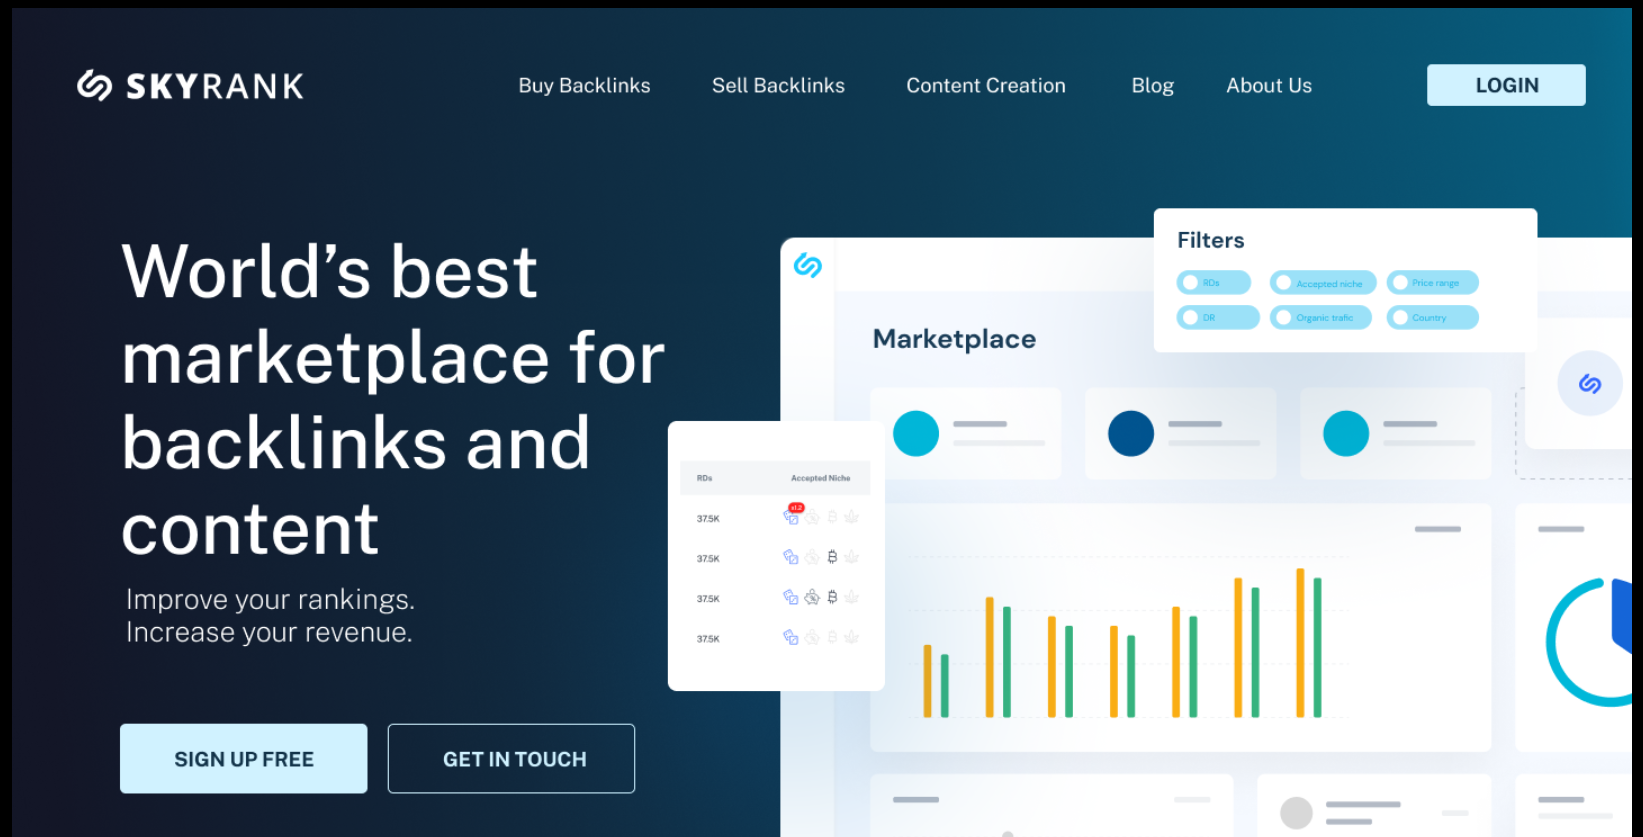 SKYRANK
Buy Backlinks
Sell Backlinks
Content Creation
Blog
About Us
LOGIN
World’s best
marketplace for
backlinks and
content
Improve your rankings.
Increase your revenue.
SIGN UP FREE
GET IN TOUCH
Filters
RDs
Accepted niche
Price range
DR
Organic trafic
Country
Marketplace
RDs Accepted Niche
37.5K x1.2
37.5K
37.5K
37.5K